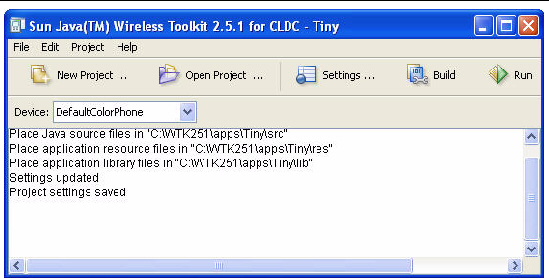 Sun Java(TM) Wireless Toolkit 2.5.1 for CLDC - Tiny
File Edit Project Help
New Project .. Open Project ... Settings ... Build Run
Device: DefaultColorPhone
Place Java source files in "C:\WTK251\apps\Tiny\src"
Place application resource files in "C:\WTK251\apps\Tiny\res"
Place application library files in "C:\WTK251\apps\Tiny\lib"
Settings updated
Project settings saved